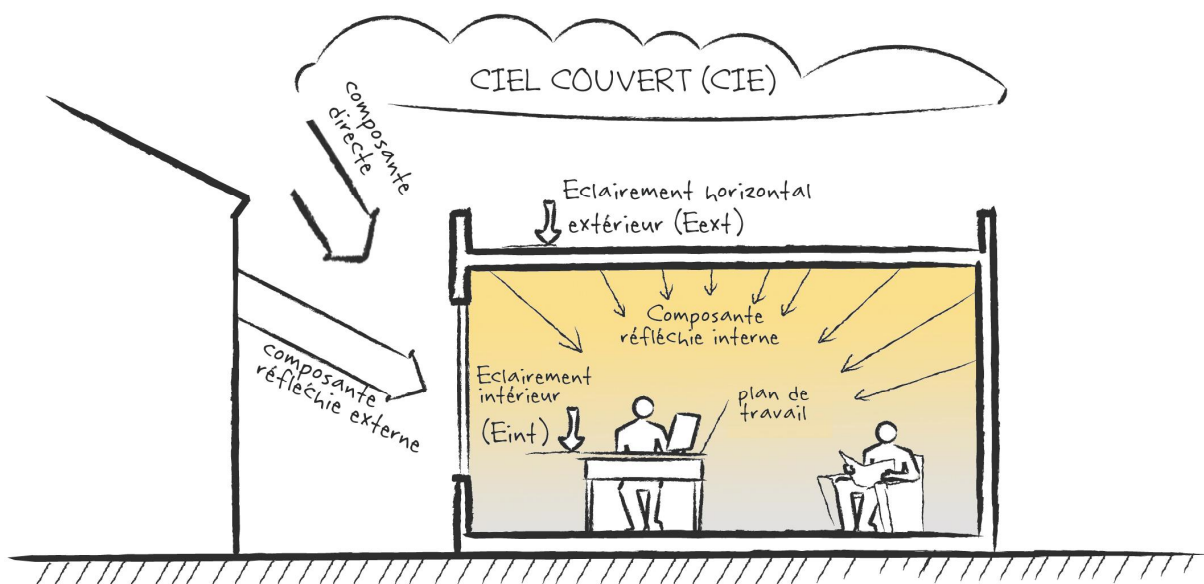 CIEL COUVERT (CIE)
composante
directe
Eclairement horizontal
extérieur (Eext)
Composante
réfléchie interne
composante
réfléchie externe
Eclairement
intérieur
(Eint)
plan de
travail